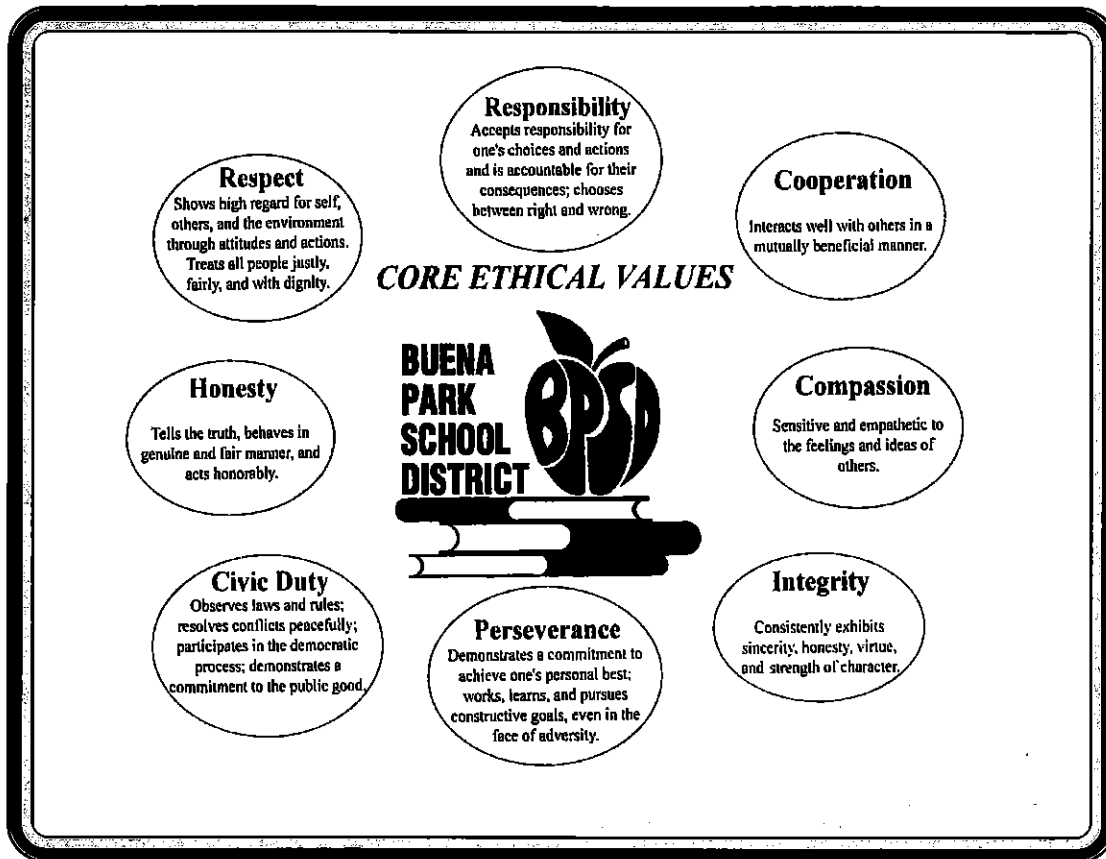 Responsibility
Accepts responsibility for
one's choices and actions
and is accountable for their
consequences; chooses
between right and wrong.
Respect
Shows high regard for self,
others, and the environment
through attitudes and actions.
Treats all people justly,
fairly, and with dignity.
Cooperation
Interacts well with others in a
mutually beneficial manner.
CORE ETHICAL VALUES
BUENA
PARK
SCHOOL
DISTRICT
BPSD
Honesty
Tells the truth, behaves in
genuine and fair manner, and
acts honorably.
Compassion
Sensitive and empathetic to
the feelings and ideas of
others.
Civic Duty
Observes laws and rules;
resolves conflicts peacefully;
participates in the democratic
process; demonstrates a
commitment to the public good.
Perseverance
Demonstrates a commitment to
achieve one's personal best;
works, learns, and pursues
constructive goals, even in the
face of adversity.
Integrity
Consistently exhibits
sincerity, honesty, virtue,
and strength of character.